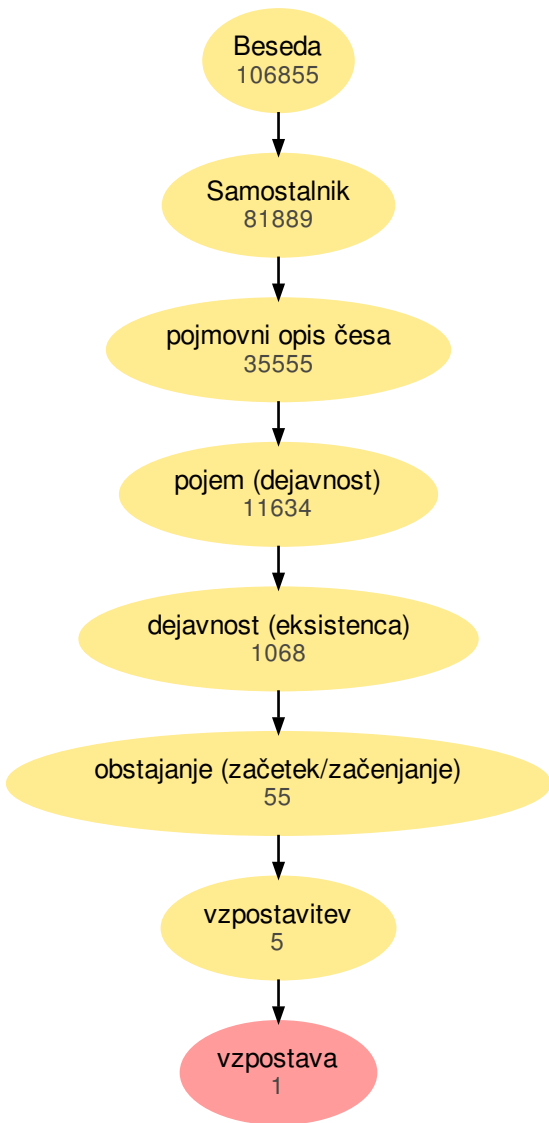 Beseda
106855
Samostalnik
81889
pojmovni opis česa
35555
pojem (dejavnost)
11634
dejavnost (eksistenca)
1068
obstajanje (začetek/začenjanje)
55
vzpostavitev
5
vzpostava
1